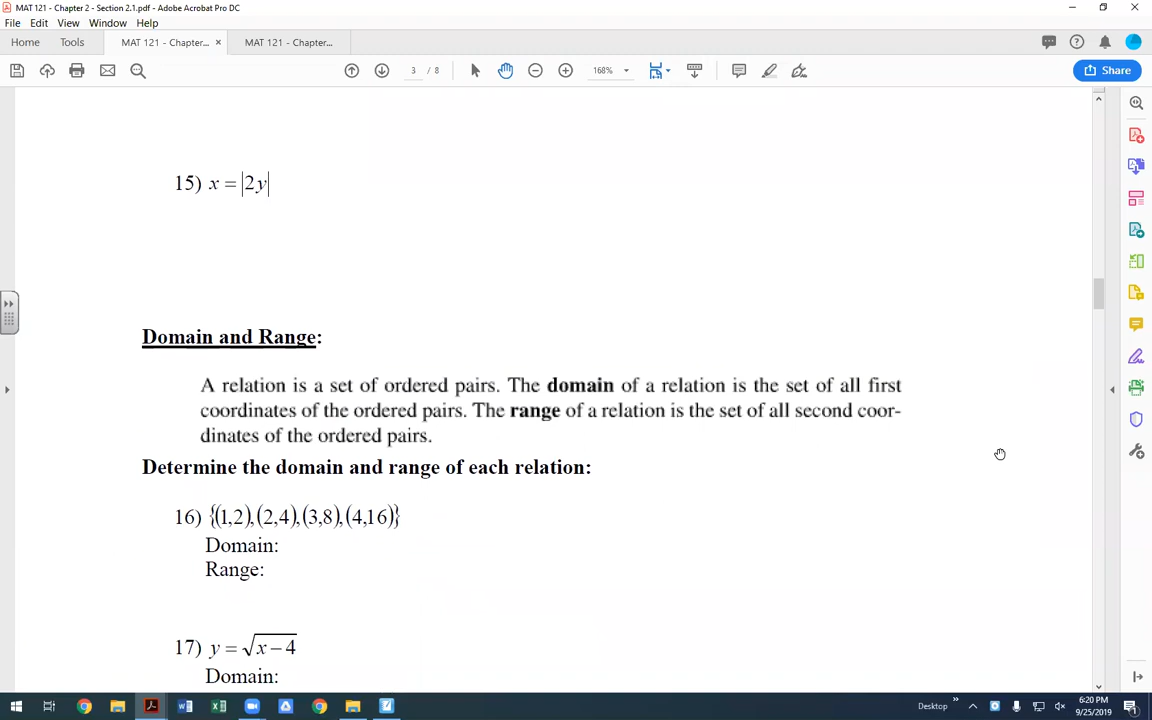 MAT 121 - Chapter 2 - Section 2.1.pdf - Adobe Acrobat Pro DC
File Edit View Window Help
Home Tools MAT 121 - Chapter... × MAT 121 - Chapter...
3 / 8 168% Share
15) x = |2y|
Domain and Range:
A relation is a set of ordered pairs. The domain of a relation is the set of all first
coordinates of the ordered pairs. The range of a relation is the set of all second coor-
dinates of the ordered pairs.
Determine the domain and range of each relation:
16) {(1,2),(2,4),(3,8),(4,16)}
Domain:
Range:
17) y = √x−4
Domain:
Desktop » 6:20 PM
9/25/2019